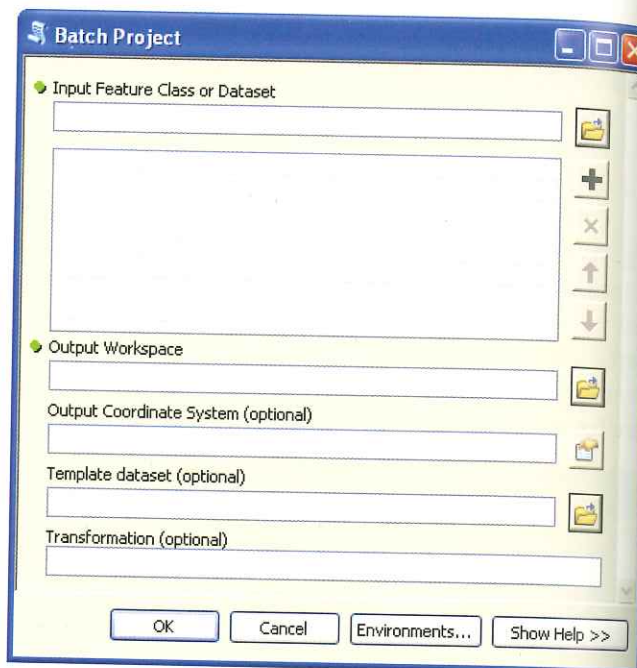 Batch Project
Input Feature Class or Dataset
Output Workspace
Output Coordinate System (optional)
Template dataset (optional)
Transformation (optional)
OK Cancel Environments... Show Help >>